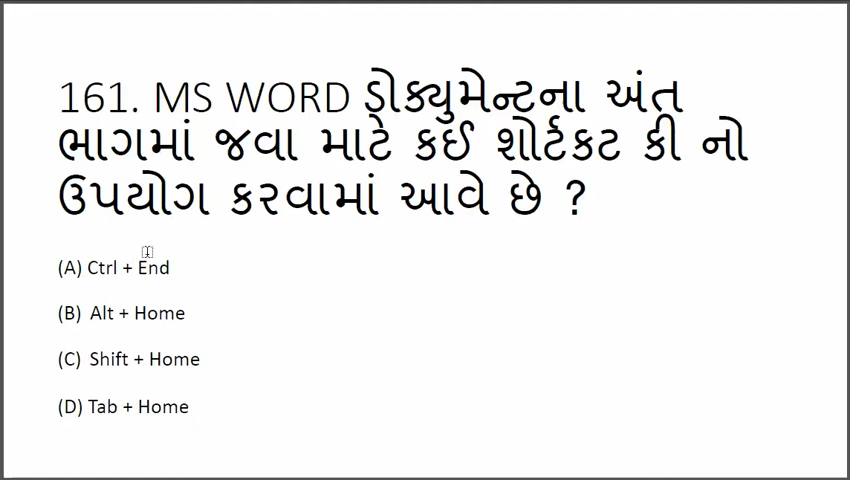 161. MS WORD ડોક્યુમેન્ટના અંત
ભાગમાં જવા માટે કઈ શોર્ટકટ કી નો
ઉપયોગ કરવામાં આવે છે ?
(A) Ctrl + End
(B) Alt + Home
(C) Shift + Home
(D) Tab + Home